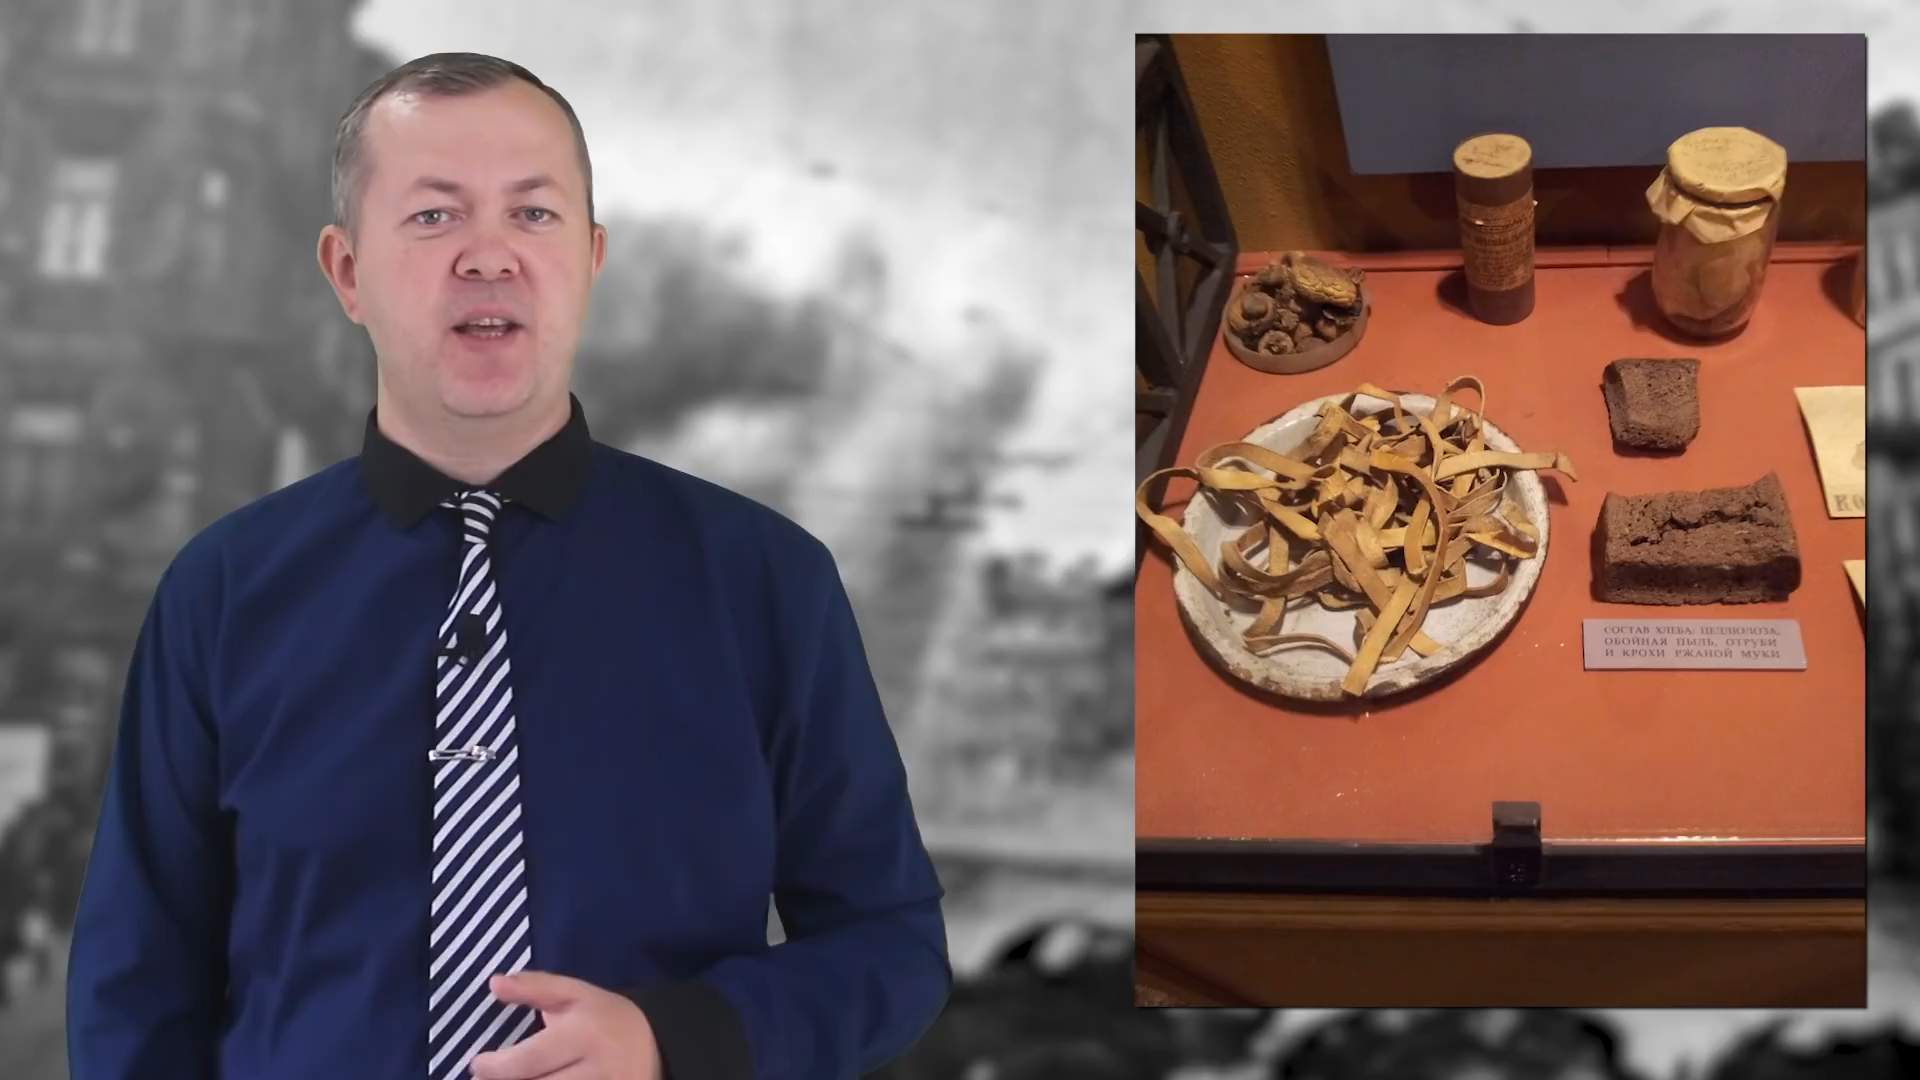 СОСТАВ ХЛЕБА: ЦЕЛЛЮЛОЗА,
ОБОЙНАЯ ПЫЛЬ, ОТРУБИ
И КРОХИ РЖАНОЙ МУКИ